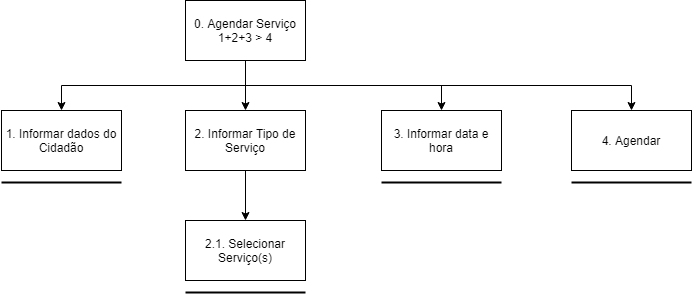 0. Agendar Serviço
1+2+3 > 4
1. Informar dados do
Cidadão
2. Informar Tipo de
Serviço
3. Informar data e
hora
4. Agendar
2.1. Selecionar
Serviço(s)